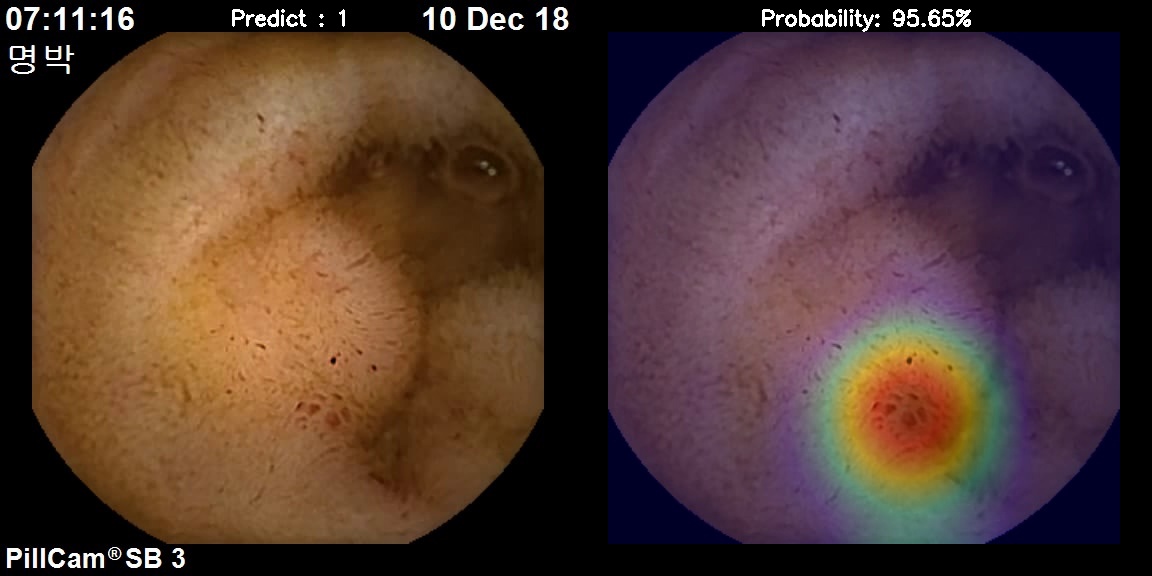 07:11:16
Predict : 1
10 Dec 18
Probability: 95.65%
명박
PillCam® SB 3